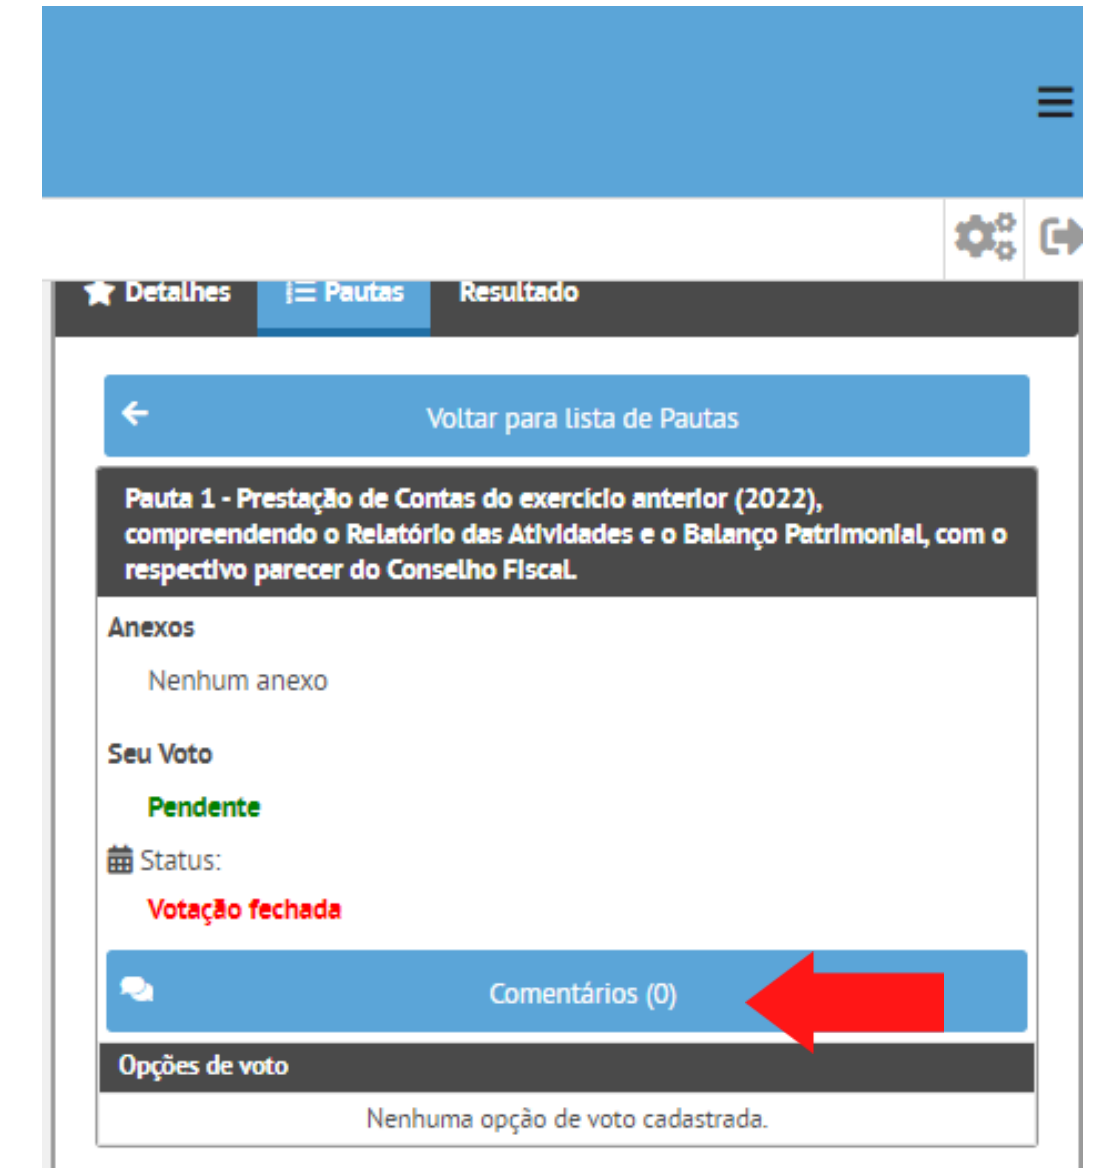 Detalhes Pautas Resultado
Voltar para lista de Pautas
Pauta 1 - Prestação de Contas do exercício anterior (2022),
compreendendo o Relatório das Atividades e o Balanço Patrimonial, com o
respectivo parecer do Conselho Fiscal.
Anexos
Nenhum anexo
Seu Voto
Pendente
Status:
Votação fechada
Comentários (0)
Opções de voto
Nenhuma opção de voto cadastrada.